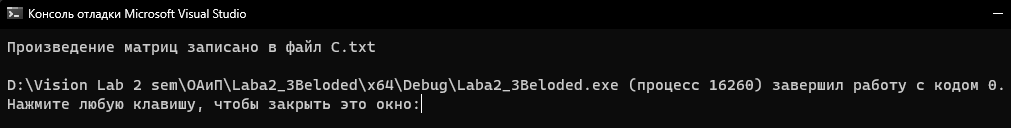 Консоль отладки Microsoft Visual Studio
Произведение матриц записано в файл C.txt
D:\Vision Lab 2 sem\ОАиП\Laba2_3Beloded\x64\Debug\Laba2_3Beloded.exe (процесс 16260) завершил работу с кодом 0.
Нажмите любую клавишу, чтобы закрыть это окно: